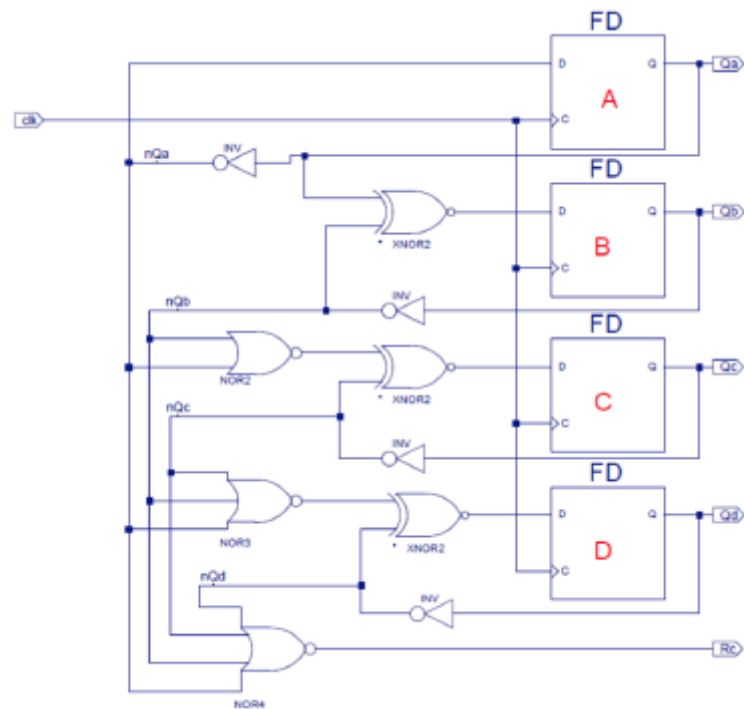 FD
D
Q
Qa
A
clk
C
nQa
INV
FD
D
Q
Qb
B
XNOR2
C
nQb
INV
FD
D
Q
Qc
NOR2
XNOR2
C
C
nQc
INV
FD
D
Q
Qd
NOR3
XNOR2
D
C
nQd
INV
Rc
NOR4